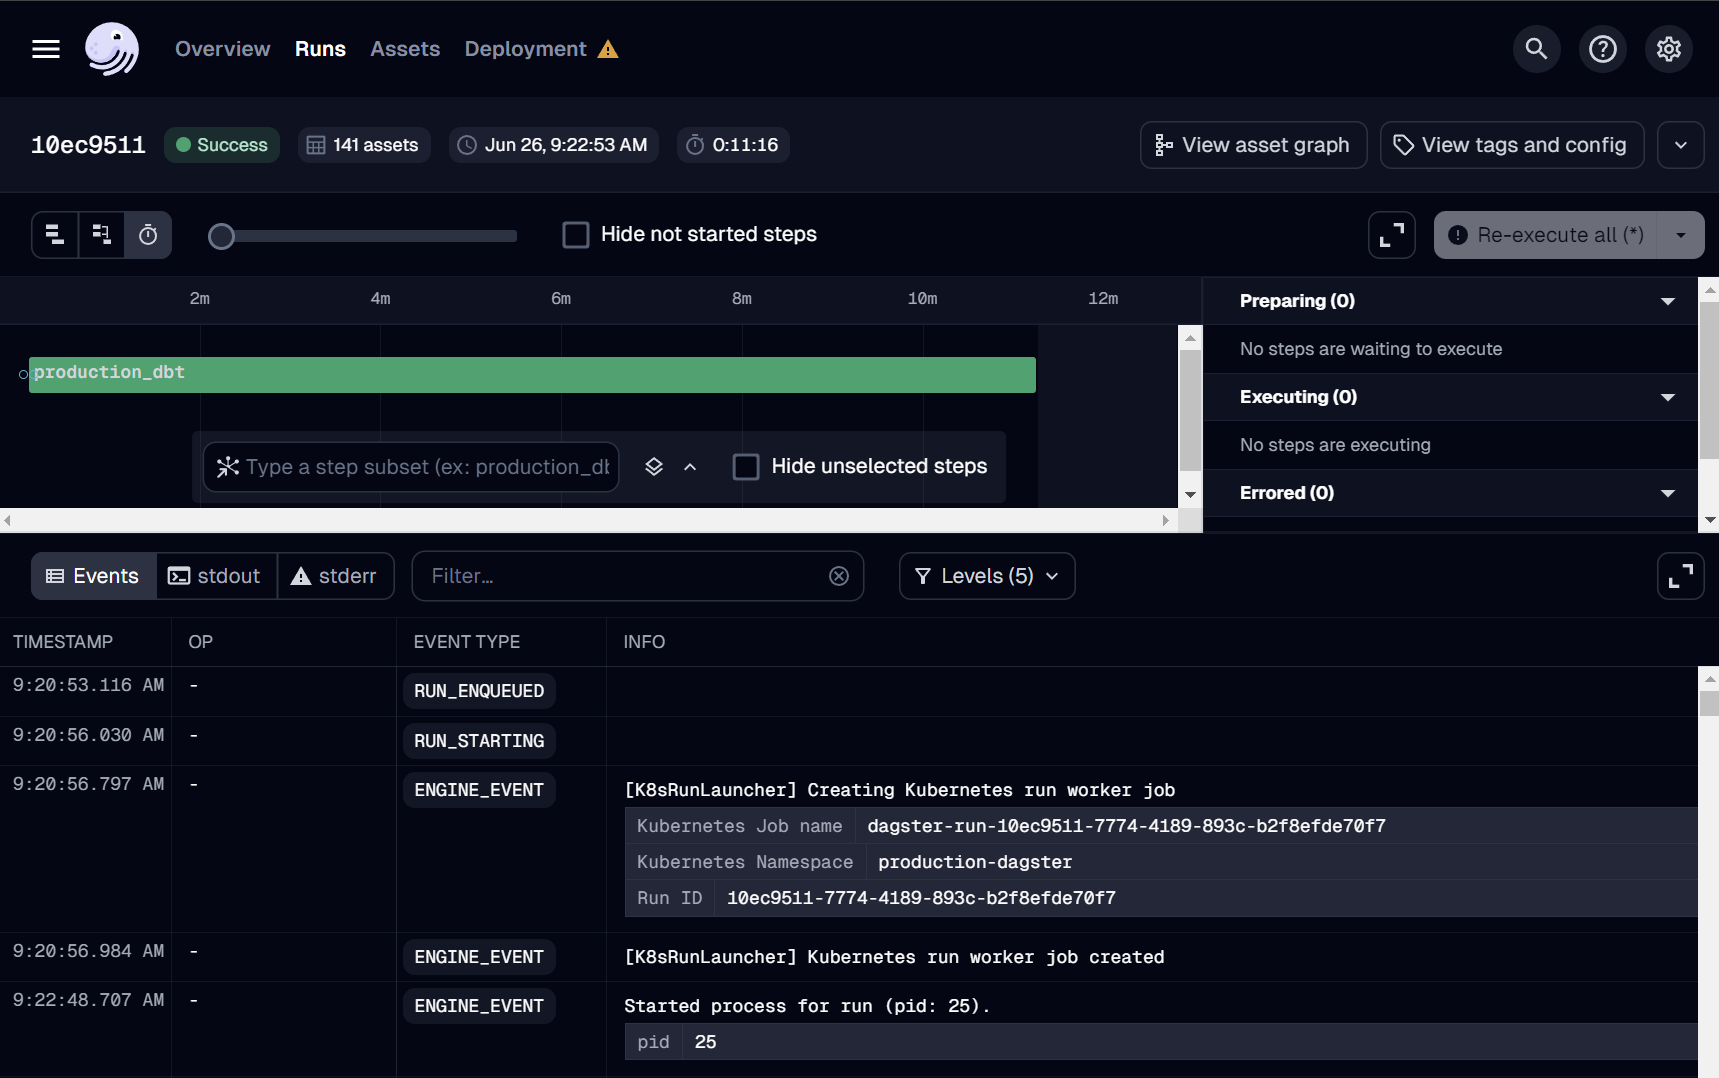 Overview Runs Assets Deployment
10ec9511 Success 141 assets Jun 26, 9:22:53 AM 0:11:16 View asset graph View tags and config
Hide not started steps Re-execute all (*)
2m 4m 6m 8m 10m 12m
production_dbt
Type a step subset (ex: production_db Hide unselected steps
Preparing (0)
No steps are waiting to execute
Executing (0)
No steps are executing
Errored (0)
Events stdout stderr Filter... Levels (5)
TIMESTAMP OP EVENT TYPE INFO
9:20:53.116 AM - RUN_ENQUEUED
9:20:56.030 AM - RUN_STARTING
9:20:56.797 AM - ENGINE_EVENT [K8sRunLauncher] Creating Kubernetes run worker job
Kubernetes Job name dagster-run-10ec9511-7774-4189-893c-b2f8efde70f7
Kubernetes Namespace production-dagster
Run ID 10ec9511-7774-4189-893c-b2f8efde70f7
9:20:56.984 AM - ENGINE_EVENT [K8sRunLauncher] Kubernetes run worker job created
9:22:48.707 AM - ENGINE_EVENT Started process for run (pid: 25).
pid 25